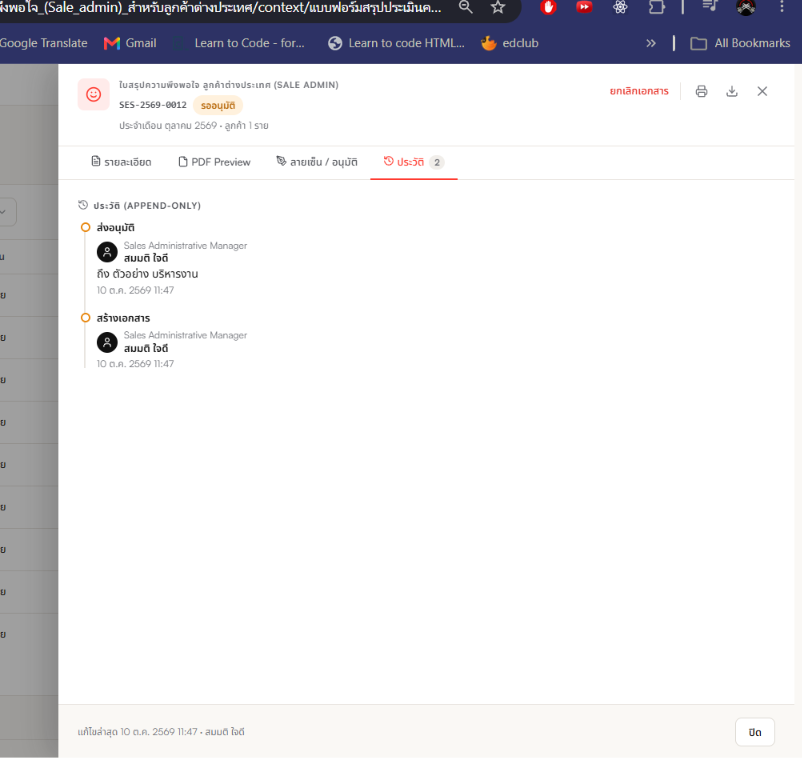 งพอใจ_(Sale_admin)_สำหรับลูกค้าต่างประเทศ/context/แบบฟอร์มสรุปประเมินค...
Google Translate
Gmail
Learn to Code - for...
Learn to code HTML...
edclub
»
All Bookmarks
ใบสรุปความพึงพอใจ ลูกค้าต่างประเทศ (SALE ADMIN)
SES-2569-0012
รออนุมัติ
ประจำเดือน ตุลาคม 2569 • ลูกค้า 1 ราย
ยกเลิกเอกสาร
รายละเอียด
PDF Preview
ลายเซ็น / อนุมัติ
ประวัติ 2
ประวัติ (APPEND-ONLY)
ส่งอนุมัติ
Sales Administrative Manager
สมมติ ใจดี
ถึง ตัวอย่าง บริหารงาน
10 ต.ค. 2569 11:47
สร้างเอกสาร
Sales Administrative Manager
สมมติ ใจดี
10 ต.ค. 2569 11:47
แก้ไขล่าสุด 10 ต.ค. 2569 11:47 • สมมติ ใจดี
ปิด